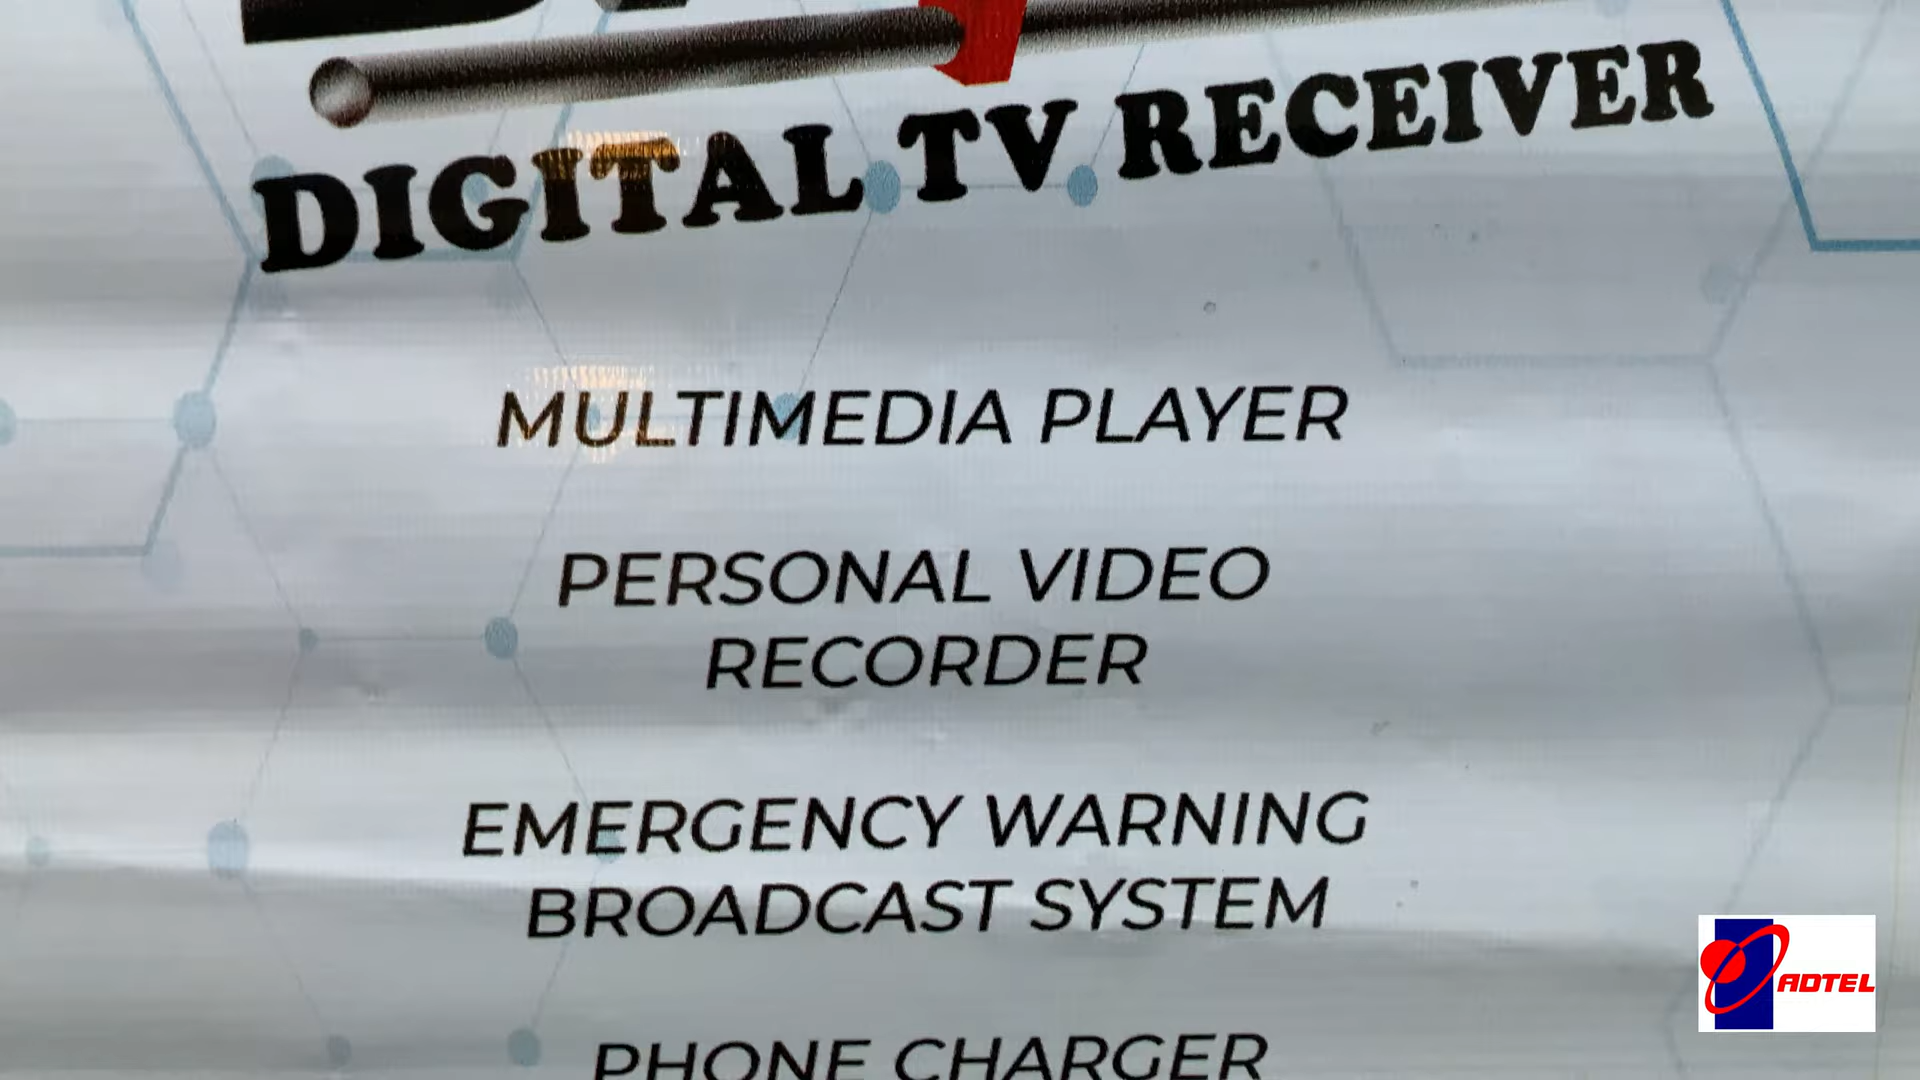 DIGITAL TV RECEIVER
MULTIMEDIA PLAYER
PERSONAL VIDEO
RECORDER
EMERGENCY WARNING
BROADCAST SYSTEM
PHONE CHARGER
ADTEL